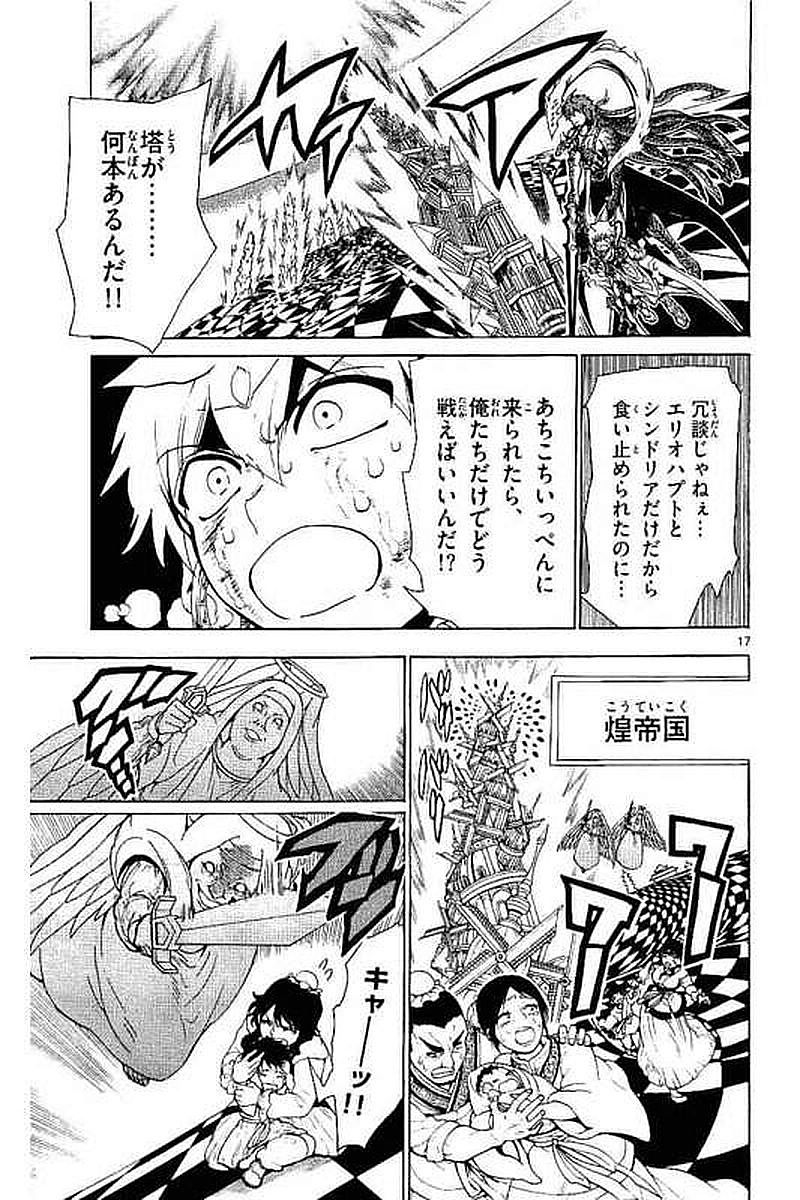 塔が………
何本あるんだ!!
冗談じゃねぇ…
エリオハプトと
シンドリアだけだから
食い止められたのに…
あちこちいっぺんに
来られたら、
俺たちだけでどう
戦えばいいんだ!?
17
煌帝国
キャーーッ!!